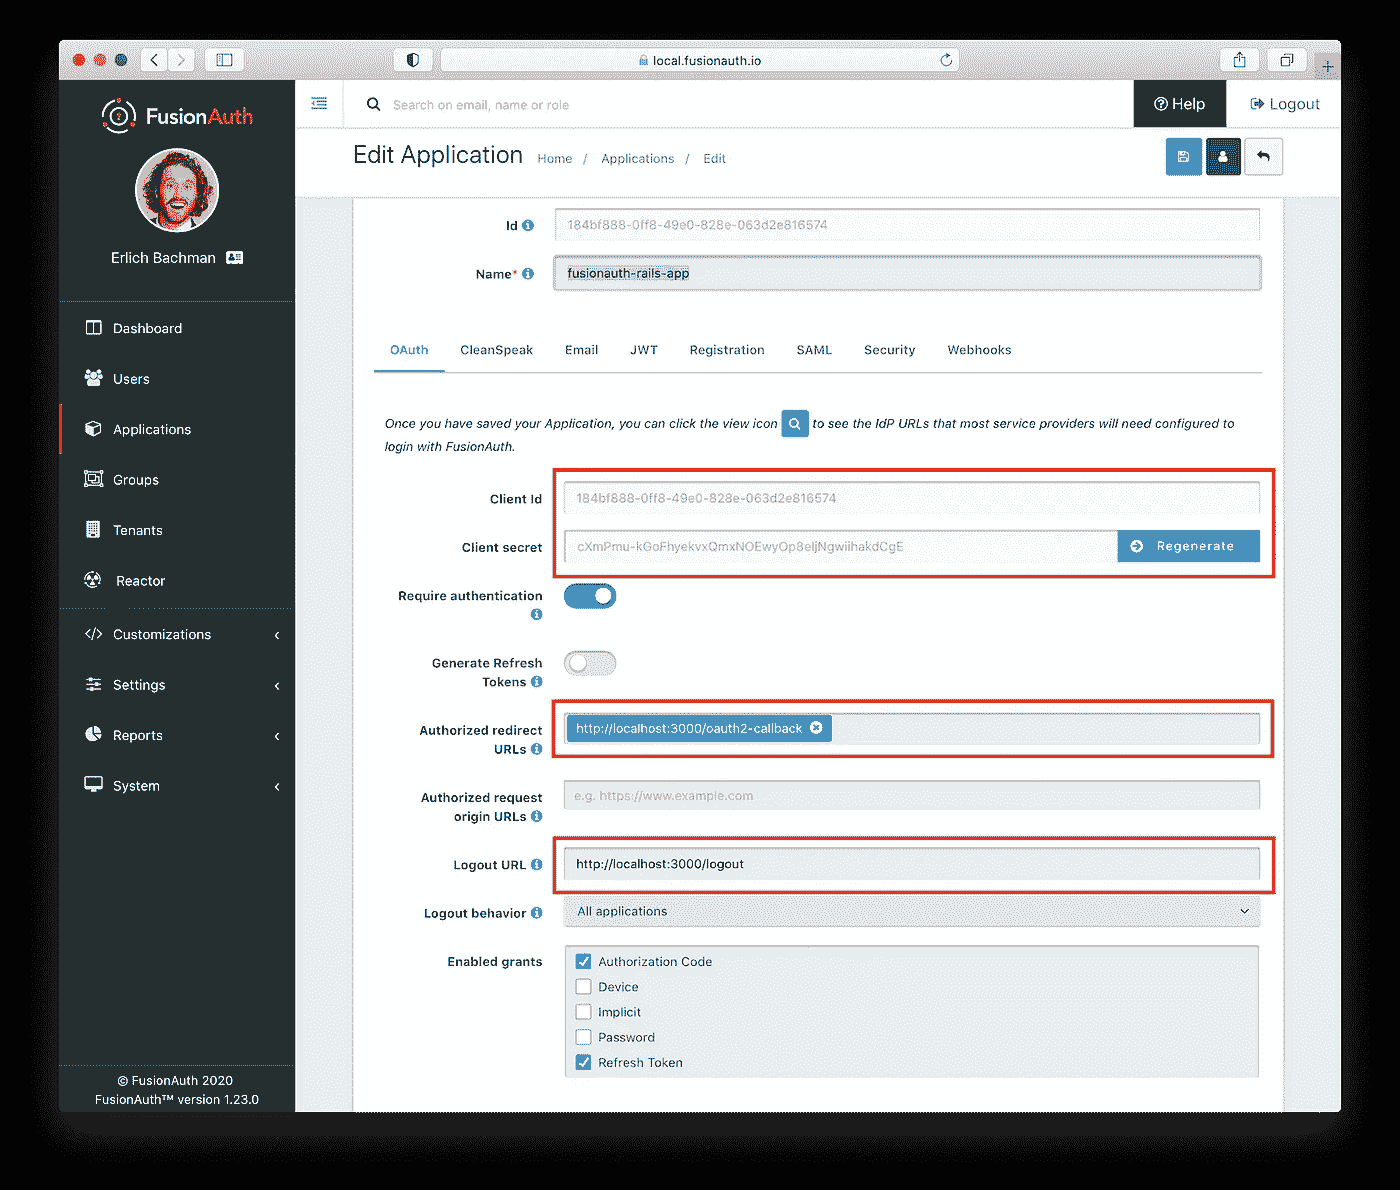 local.fusionauth.io
FusionAuth
Search on email, name or role
Help
Logout
Edit Application
Home / Applications / Edit
Erlich Bachman
Dashboard
Users
Applications
Groups
Tenants
Reactor
Customizations
Settings
Reports
System
© FusionAuth 2020
FusionAuth™ version 1.23.0
Id
184bf888-0ff8-49e0-828e-063d2e816574
Name*
fusionauth-rails-app
OAuth CleanSpeak Email JWT Registration SAML Security Webhooks
Once you have saved your Application, you can click the view icon to see the IdP URLs that most service providers will need configured to
login with FusionAuth.
Client Id
184bf888-0ff8-49e0-828e-063d2e816574
Client secret
cXmPmu-kGoFhyekvxQmxNOEwyOp8eIjNgwiihakdCgE
Regenerate
Require authentication
Generate Refresh
Tokens
Authorized redirect
URLs
http://localhost:3000/oauth2-callback
Authorized request
origin URLs
e.g. https://www.example.com
Logout URL
http://localhost:3000/logout
Logout behavior
All applications
Enabled grants
Authorization Code
Device
Implicit
Password
Refresh Token